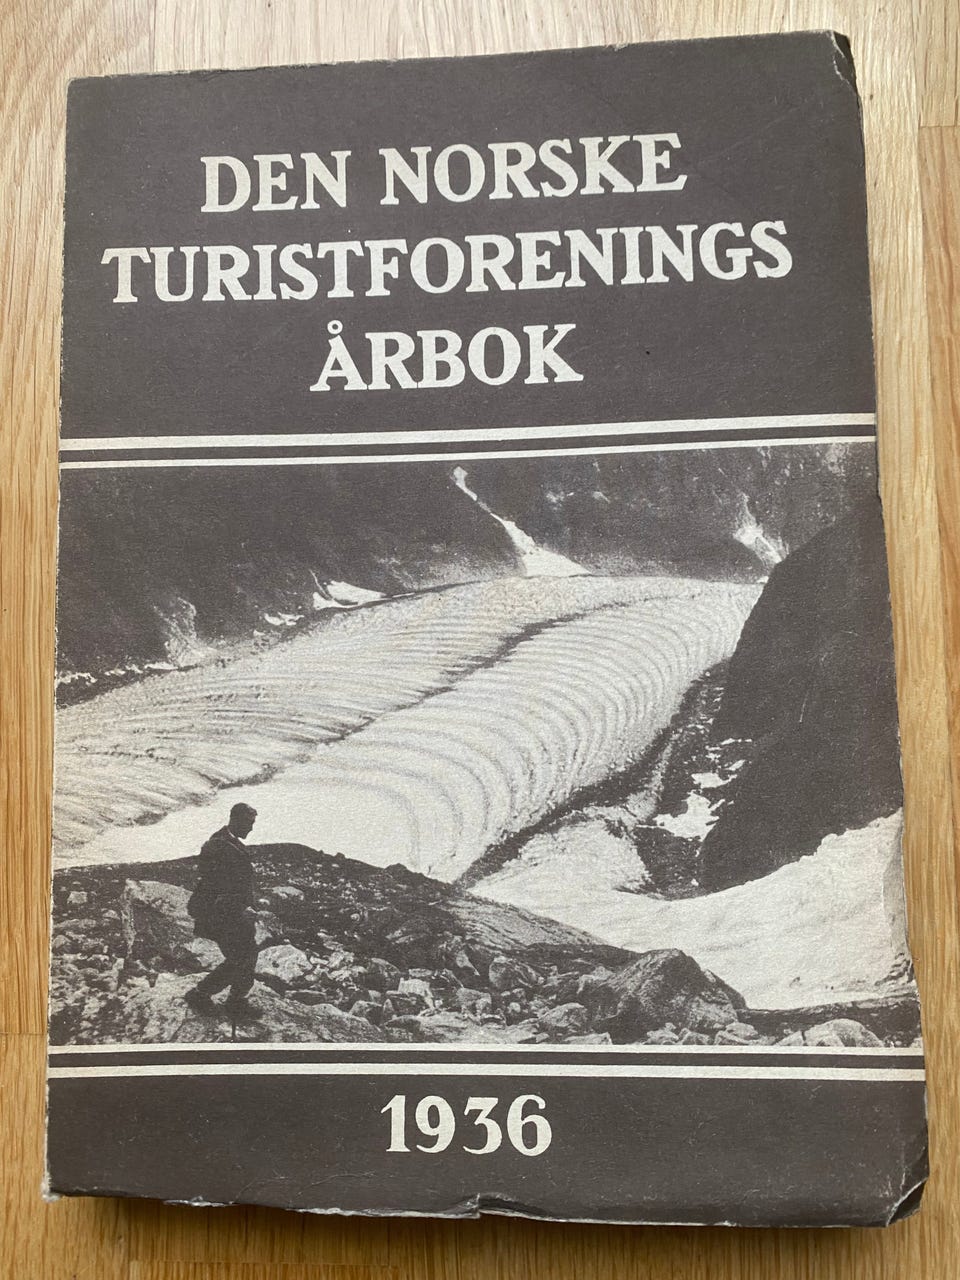 DEN NORSKE
TURISTFORENINGS
ÅRBOK
1936